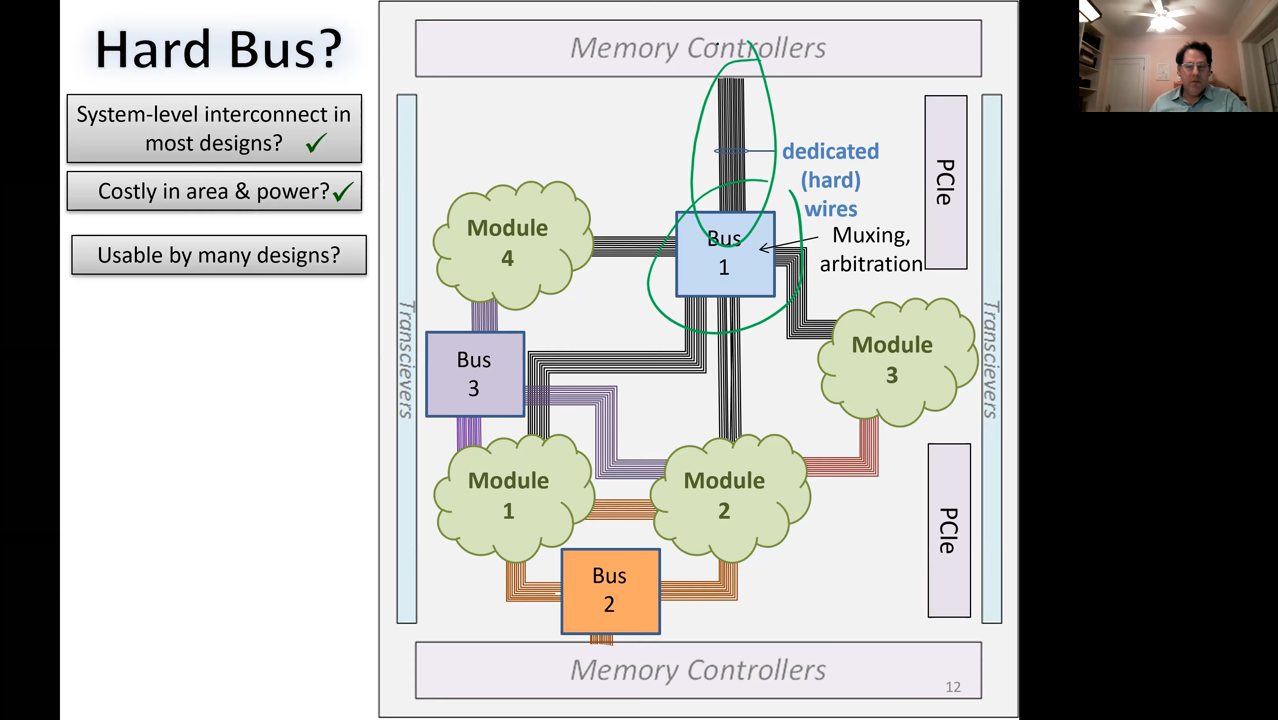 Hard Bus?
System-level interconnect in
most designs? ✓
Costly in area & power? ✓
Usable by many designs?
Memory Controllers
dedicated
(hard)
wires
Muxing,
arbitration
PCIe
Module
4
Bus
1
Transcievers
Transcievers
Bus
3
Module
3
Module
1
Module
2
PCIe
Bus
2
Memory Controllers
12